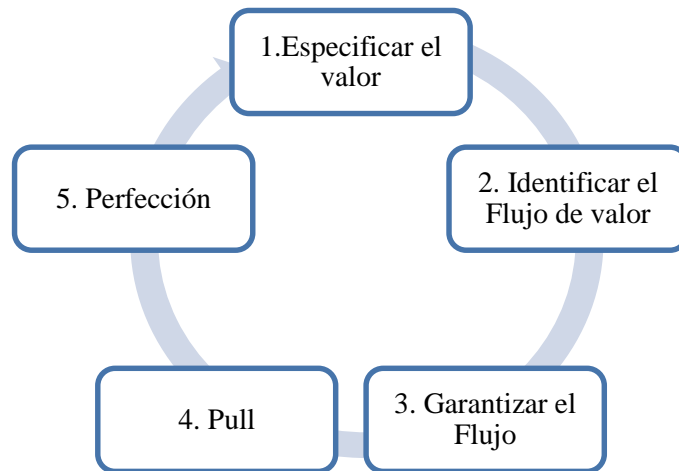 1.Especificar el
valor
2. Identificar el
Flujo de valor
3. Garantizar el
Flujo
4. Pull
5. Perfección